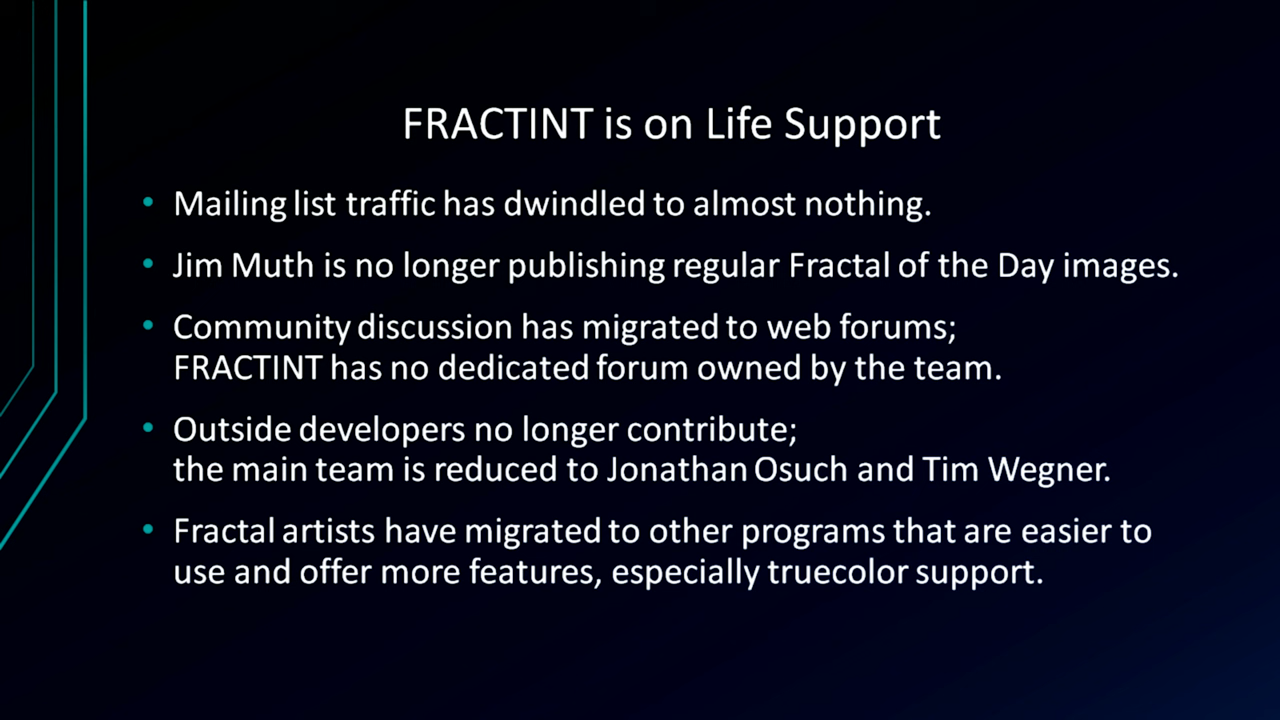 FRACTINT is on Life Support
• Mailing list traffic has dwindled to almost nothing.
• Jim Muth is no longer publishing regular Fractal of the Day images.
• Community discussion has migrated to web forums;
FRACTINT has no dedicated forum owned by the team.
• Outside developers no longer contribute;
the main team is reduced to Jonathan Osuch and Tim Wegner.
• Fractal artists have migrated to other programs that are easier to
use and offer more features, especially truecolor support.